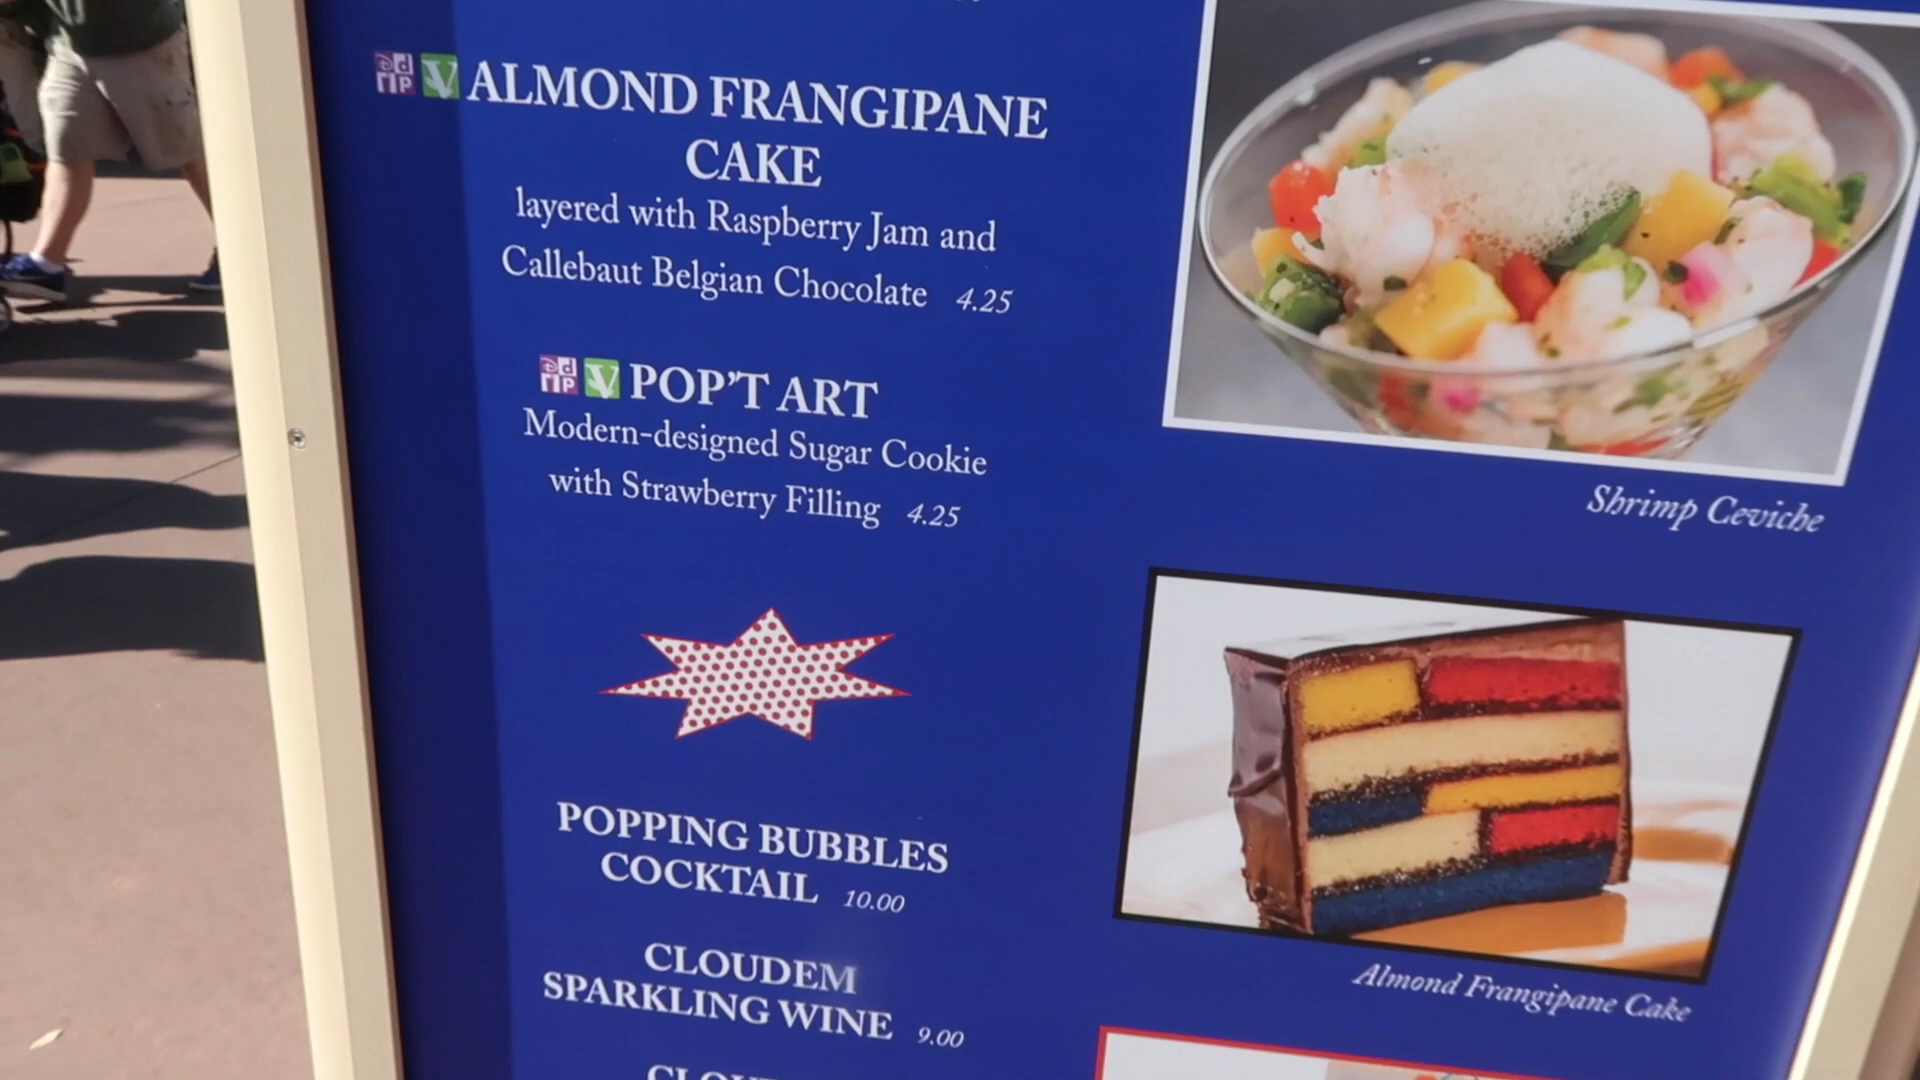 ALMOND FRANGIPANE
CAKE
layered with Raspberry Jam and
Callebaut Belgian Chocolate 4.25
POP'T ART
Modern-designed Sugar Cookie
with Strawberry Filling 4.25
POPPING BUBBLES
COCKTAIL 10.00
CLOUDEM
SPARKLING WINE 9.00
Shrimp Ceviche
Almond Frangipane Cake